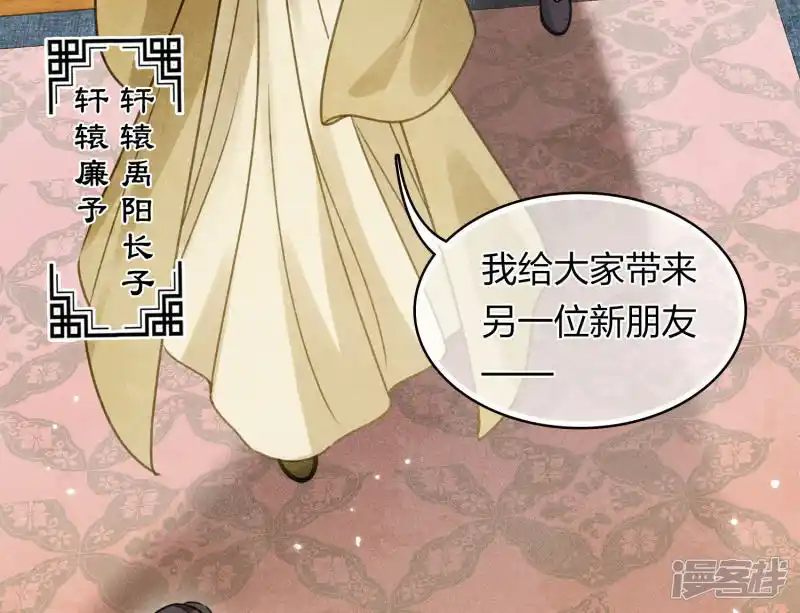 轩辕禹阳长子
轩辕廉予
我给大家带来
另一位新朋友
——
漫客栈